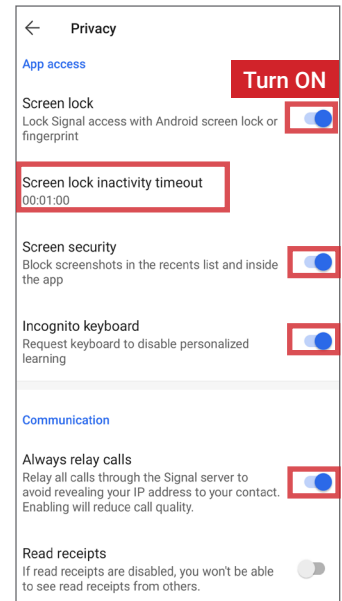 Privacy
App access
Turn ON
Screen lock
Lock Signal access with Android screen lock or
fingerprint
Screen lock inactivity timeout
00:01:00
Screen security
Block screenshots in the recents list and inside
the app
Incognito keyboard
Request keyboard to disable personalized
learning
Communication
Always relay calls
Relay all calls through the Signal server to
avoid revealing your IP address to your contact.
Enabling will reduce call quality.
Read receipts
If read receipts are disabled, you won't be able
to see read receipts from others.